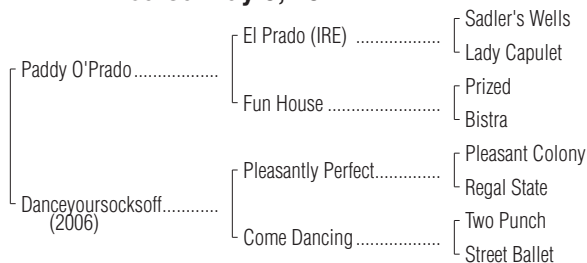 Sadler's Wells
El Prado (IRE) ..................
Lady Capulet
Paddy O'Prado ..................
Prized
Fun House ........................
Bistra
Pleasant Colony
Pleasantly Perfect...........
Regal State
Danceyoursocksoff............
(2006)
Two Punch
Come Dancing ..................
Street Ballet